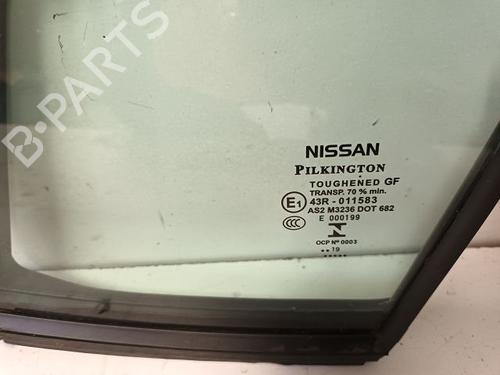 B-PARTS
NISSAN
PILKINGTON
TOUGHENED GF
TRANSP. 70 % min.
E1 43R - 011583
AS2 M3236 DOT 682
CCC E 000199
N
OCP Nº 0003
•• 19
•••••